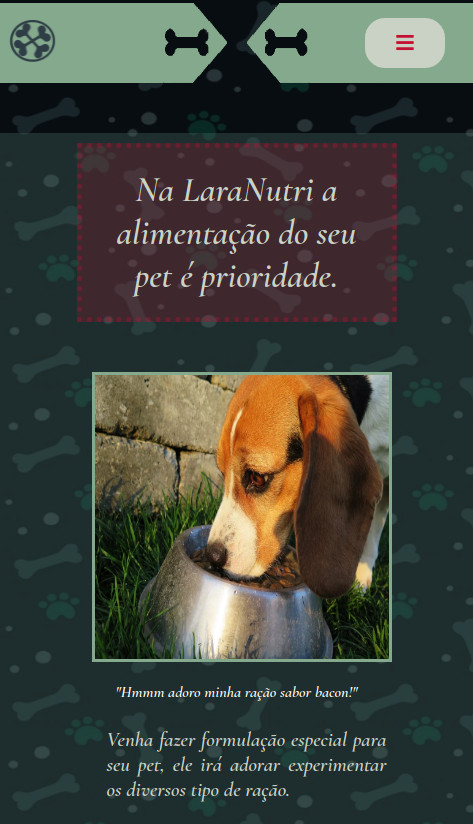 Na LaraNutri a
alimentação do seu
pet é prioridade.
"Hmmm adoro minha ração sabor bacon!"
Venha fazer formulação especial para
seu pet, ele irá adorar experimentar
os diversos tipo de ração.